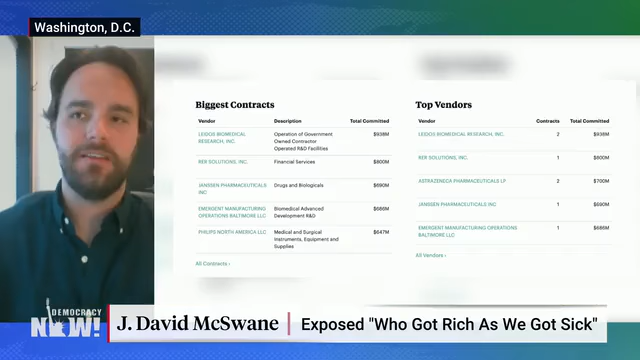 Washington, D.C.
Biggest Contracts
Vendor Description Total Committed
LEIDOS BIOMEDICAL RESEARCH, INC Operation of Government Owned Contractor Operated R&D Facilities $938M
RER SOLUTIONS, INC. Financial Services $800M
JANSSEN PHARMACEUTICALS INC Drugs and Biologicals $690M
EMERGENT MANUFACTURING OPERATIONS BALTIMORE LLC Biomedical Advanced Development R&D $686M
PHILIPS NORTH AMERICA LLC Medical and Surgical Instruments, Equipment and Supplies $647M
All Contracts ›
Top Vendors
Vendor Contracts Total Committed
LEIDOS BIOMEDICAL RESEARCH, INC. 2 $938M
RER SOLUTIONS, INC. 1 $800M
ASTRAZENECA PHARMACEUTICALS LP 2 $700M
JANSSEN PHARMACEUTICALS INC 1 $690M
EMERGENT MANUFACTURING OPERATIONS BALTIMORE LLC 1 $686M
All Vendors ›
DEMOCRACY
NOW!
J. David McSwane
Exposed "Who Got Rich As We Got Sick"